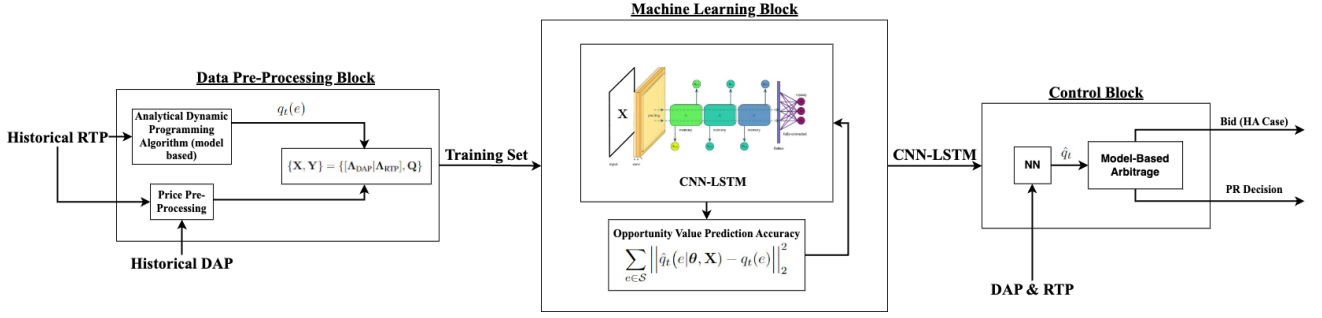 Data Pre-Processing Block
Historical RTP
Analytical Dynamic
Programming
Algorithm (model
based)
q_t(e)
{X, Y} = {[Λ_DAP|Λ_RTP], Q}
Price Pre-
Processing
Historical DAP
Training Set
Machine Learning Block
X
CNN-LSTM
Opportunity Value Prediction Accuracy
∑_{e∈S} ||q̂_t(e|θ, X) − q_t(e)||_2^2
CNN-LSTM
Control Block
NN
q̂_t
Model-Based
Arbitrage
Bid (HA Case)
PR Decision
DAP & RTP